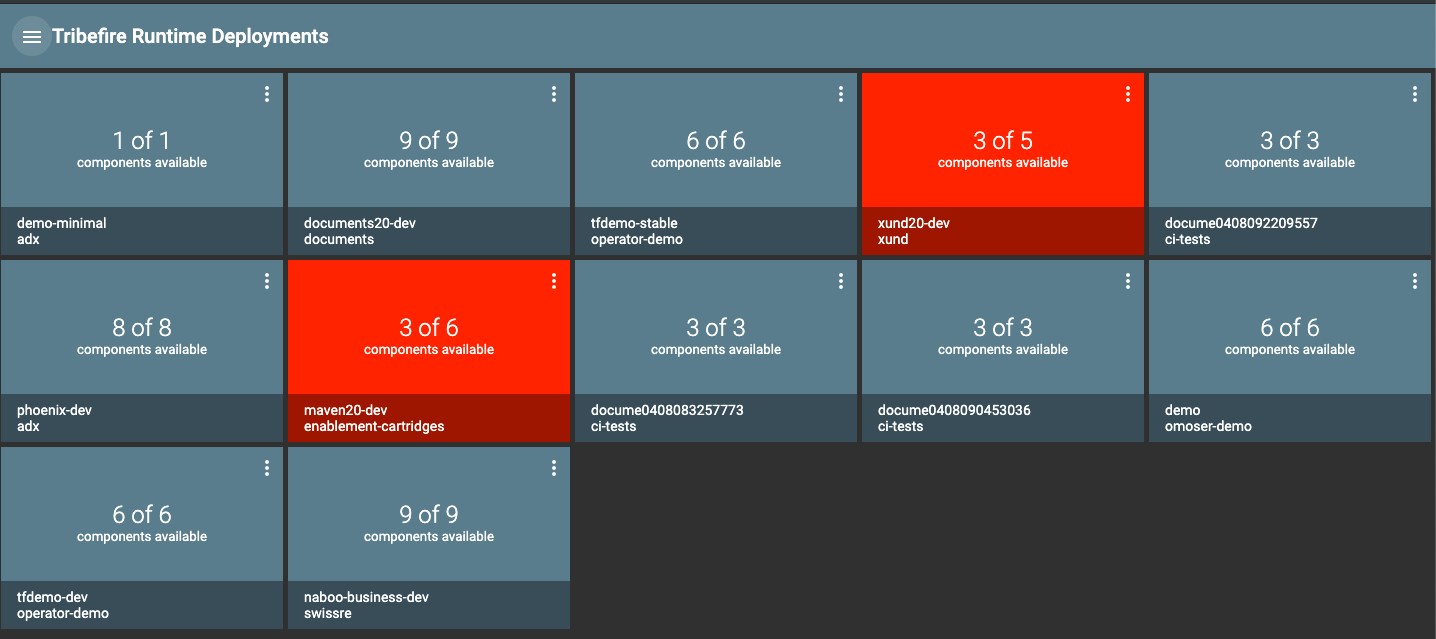 Tribefire Runtime Deployments
1 of 1
components available
demo-minimal
adx
9 of 9
components available
documents20-dev
documents
6 of 6
components available
tfdemo-stable
operator-demo
3 of 5
components available
xund20-dev
xund
3 of 3
components available
docume0408092209557
ci-tests
8 of 8
components available
phoenix-dev
adx
3 of 6
components available
maven20-dev
enablement-cartridges
3 of 3
components available
docume0408083257773
ci-tests
3 of 3
components available
docume0408090453036
ci-tests
6 of 6
components available
demo
omoser-demo
6 of 6
components available
tfdemo-dev
operator-demo
9 of 9
components available
naboo-business-dev
swissre